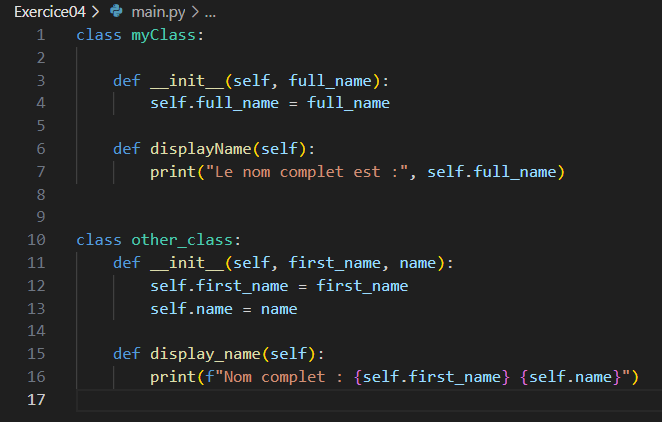 Exercice04 > main.py > ...
1 class myClass:
2
3     def __init__(self, full_name):
4         self.full_name = full_name
5
6     def displayName(self):
7         print("Le nom complet est :", self.full_name)
8
9
10 class other_class:
11     def __init__(self, first_name, name):
12         self.first_name = first_name
13         self.name = name
14
15     def display_name(self):
16         print(f"Nom complet : {self.first_name} {self.name}")
17